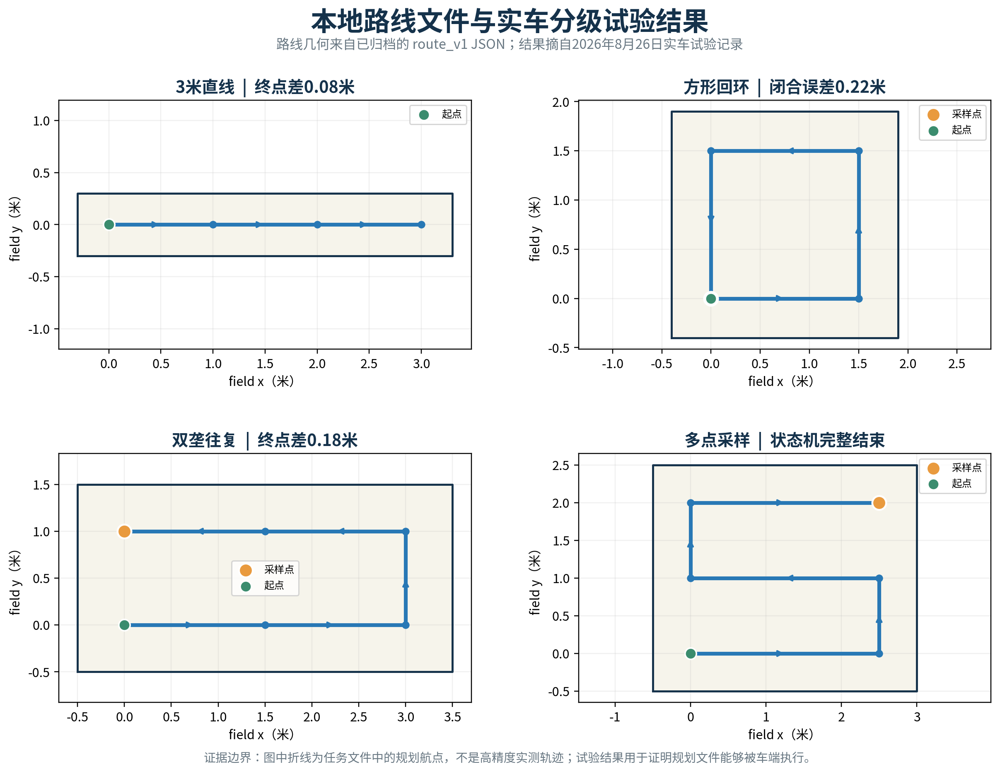 本地路线文件与实车分级试验结果
路线几何来自已归档的 route_v1 JSON；结果摘自2026年8月26日实车试验记录
3米直线 | 终点差0.08米
起点
1.0
0.5
0.0
-0.5
-1.0
field y（米）
0.0 0.5 1.0 1.5 2.0 2.5 3.0
field x（米）
方形回环 | 闭合误差0.22米
采样点
起点
2.0
1.5
1.0
0.5
0.0
-0.5
field y（米）
-1.0 -0.5 0.0 0.5 1.0 1.5 2.0 2.5
field x（米）
双垄往复 | 终点差0.18米
采样点
起点
1.5
1.0
0.5
0.0
-0.5
field y（米）
-0.5 0.0 0.5 1.0 1.5 2.0 2.5 3.0 3.5
field x（米）
多点采样 | 状态机完整结束
采样点
起点
2.5
2.0
1.5
1.0
0.5
0.0
-0.5
field y（米）
-1 0 1 2 3
field x（米）
证据边界：图中折线为任务文件中的规划航点，不是高精度实测轨迹；试验结果用于证明规划文件能够被车端执行。